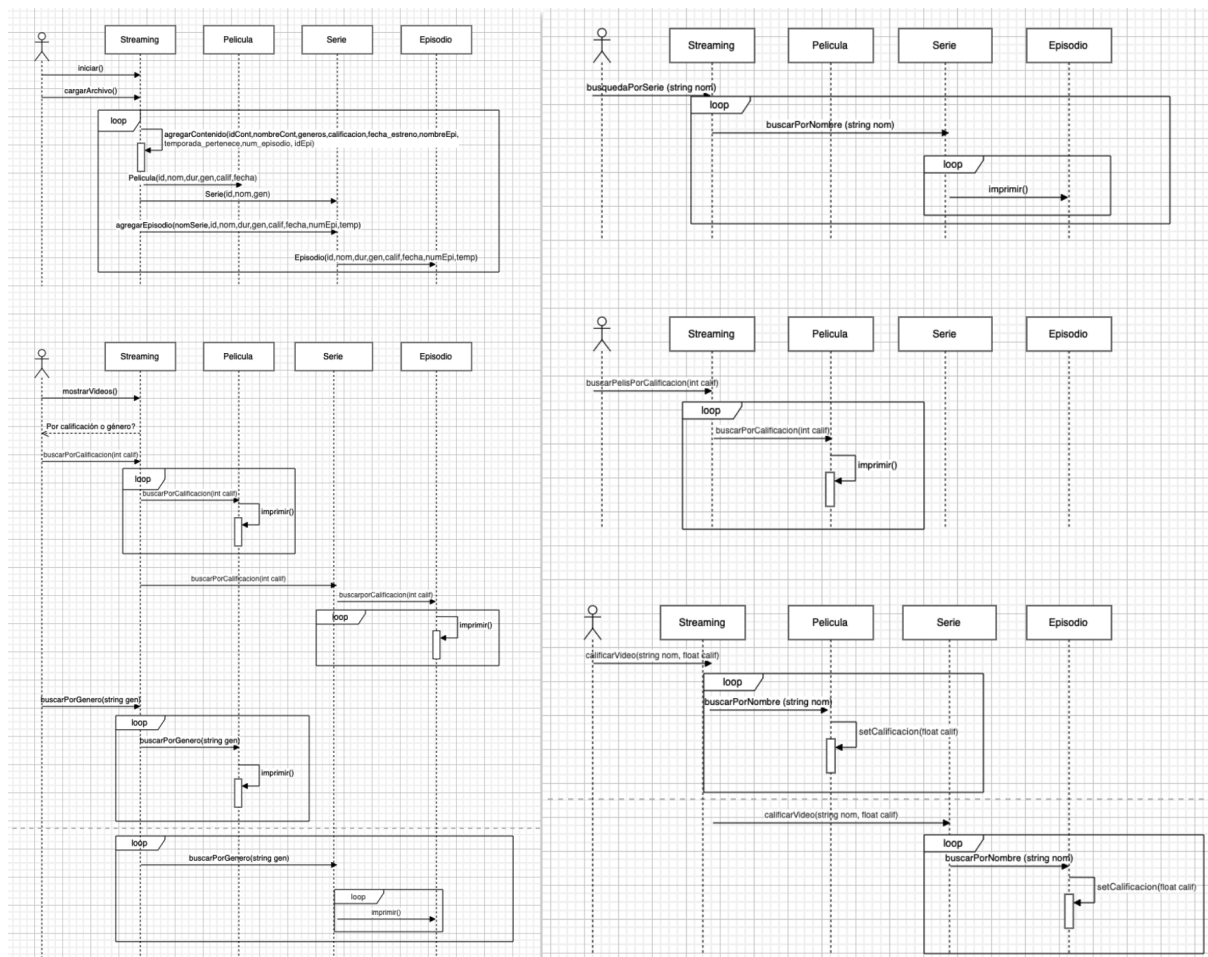 Streaming
Pelicula
Serie
Episodio
iniciar()
cargarArchivo()
loop
agregarContenido(idCont,nombreCont,generos,calificacion,fecha_estreno,nombreEpi,
temporada_pertenece,num_episodio, idEpi)
Pelicula(id,nom,dur,gen,calif,fecha)
Serie(id,nom,gen)
agregarEpisodio(nomSerie,id,nom,dur,gen,calif,fecha,numEpi,temp)
Episodio(id,nom,dur,gen,calif,fecha,numEpi,temp)
Streaming
Pelicula
Serie
Episodio
mostrarVideos()
Por calificación o género?
buscarPorCalificacion(int calif)
loop
buscarPorCalificacion(int calif)
imprimir()
buscarPorCalificacion(int calif)
buscarporCalificacion(int calif)
loop
imprimir()
buscarPorGenero(string gen)
loop
buscarPorGenero(string gen)
imprimir()
loop
buscarPorGenero(string gen)
loop
imprimir()
Streaming
Pelicula
Serie
Episodio
busquedaPorSerie (string nom)
loop
buscarPorNombre (string nom)
loop
imprimir()
Streaming
Pelicula
Serie
Episodio
buscarPelisPorCalificacion(int calif)
loop
buscarPorCalificacion(int calif)
imprimir()
Streaming
Pelicula
Serie
Episodio
calificarVideo(string nom, float calif)
loop
buscarPorNombre (string nom)
setCalificacion(float calif)
calificarVideo(string nom, float calif)
loop
buscarPorNombre (string nom)
setCalificacion(float calif)